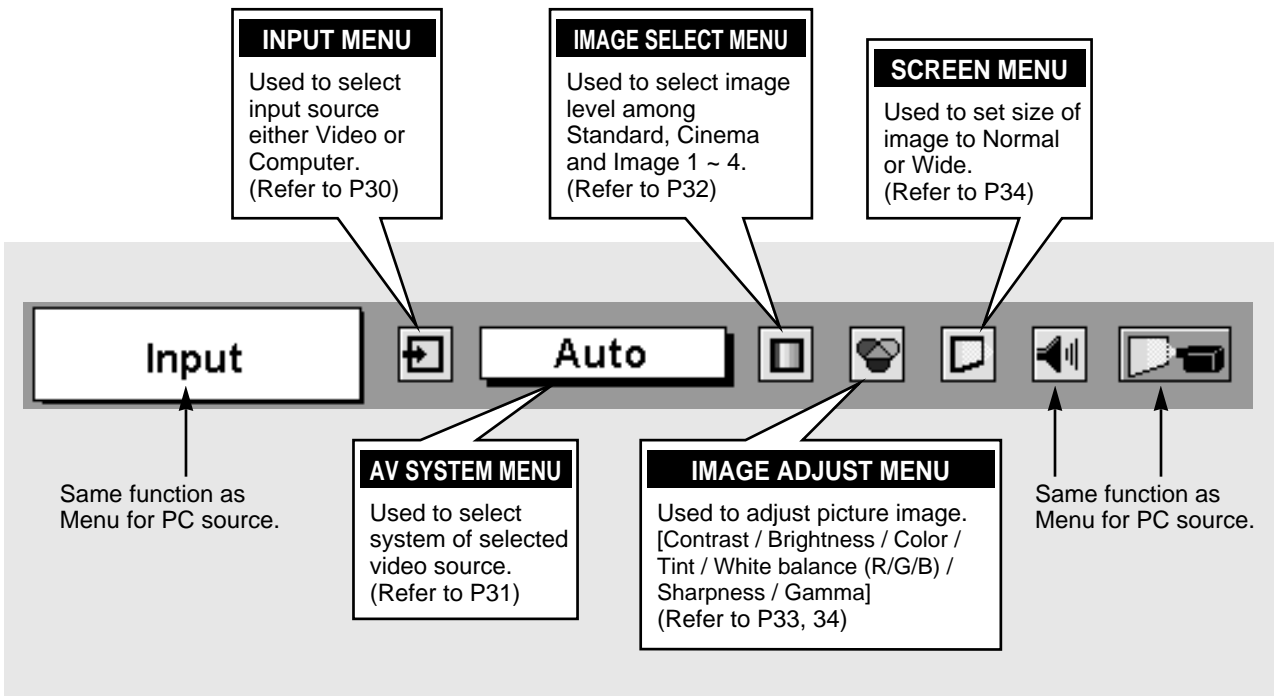 INPUT MENU
Used to select
input source
either Video or
Computer.
(Refer to P30)
IMAGE SELECT MENU
Used to select image
level among
Standard, Cinema
and Image 1 ~ 4.
(Refer to P32)
SCREEN MENU
Used to set size of
image to Normal
or Wide.
(Refer to P34)
Input
Auto
Same function as
Menu for PC source.
AV SYSTEM MENU
Used to select
system of selected
video source.
(Refer to P31)
IMAGE ADJUST MENU
Used to adjust picture image.
[Contrast / Brightness / Color /
Tint / White balance (R/G/B) /
Sharpness / Gamma]
(Refer to P33, 34)
Same function as
Menu for PC source.